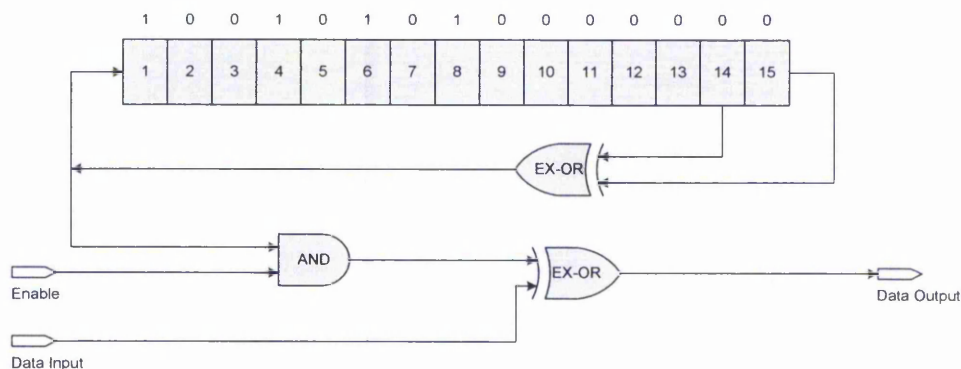 1 0 0 1 0 1 0 1 0 0 0 0 0 0 0
1 2 3 4 5 6 7 8 9 10 11 12 13 14 15
EX-OR
AND
EX-OR
Enable
Data Output
Data Input